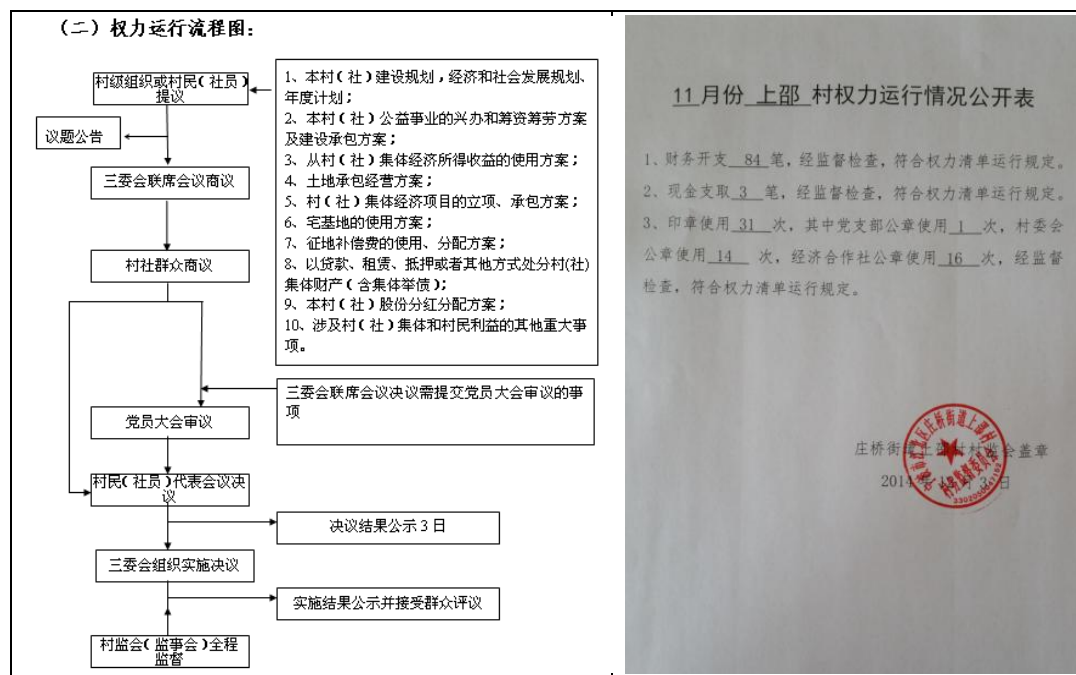 （二）权力运行流程图：
村级组织或村民（社员）
提议
议题公告
三委会联席会议商议
村社群众商议
党员大会审议
村民（社员）代表会议决
议
决议结果公示3日
三委会组织实施决议
实施结果公示并接受群众评议
村监会（监事会）全程
监督
1、本村（社）建设规划，经济和社会发展规划、
年度计划；
2、本村（社）公益事业的兴办和筹资筹劳方案
及建设承包方案；
3、从村（社）集体经济所得收益的使用方案；
4、土地承包经营方案；
5、村（社）集体经济项目的立项、承包方案；
6、宅基地的使用方案；
7、征地补偿费的使用、分配方案；
8、以贷款、租赁、抵押或者其他方式处分村(社)
集体财产（含集体举债）；
9、本村（社）股份分红分配方案；
10、涉及村（社）集体和村民利益的其他重大事
项。
三委会联席会议决议需提交党员大会审议的事
项
11 月份 上邵 村权力运行情况公开表
1、财务开支 84 笔，经监督检查，符合权力清单运行规定。
2、现金支取 3 笔，经监督检查，符合权力清单运行规定。
3、印章使用 31 次，其中党支部公章使用 1 次，村委会
公章使用 14 次，经济合作社公章使用 16 次，经监督
检查，符合权力清单运行规定。
庄桥街道上邵村村监会盖章
2014 年
日